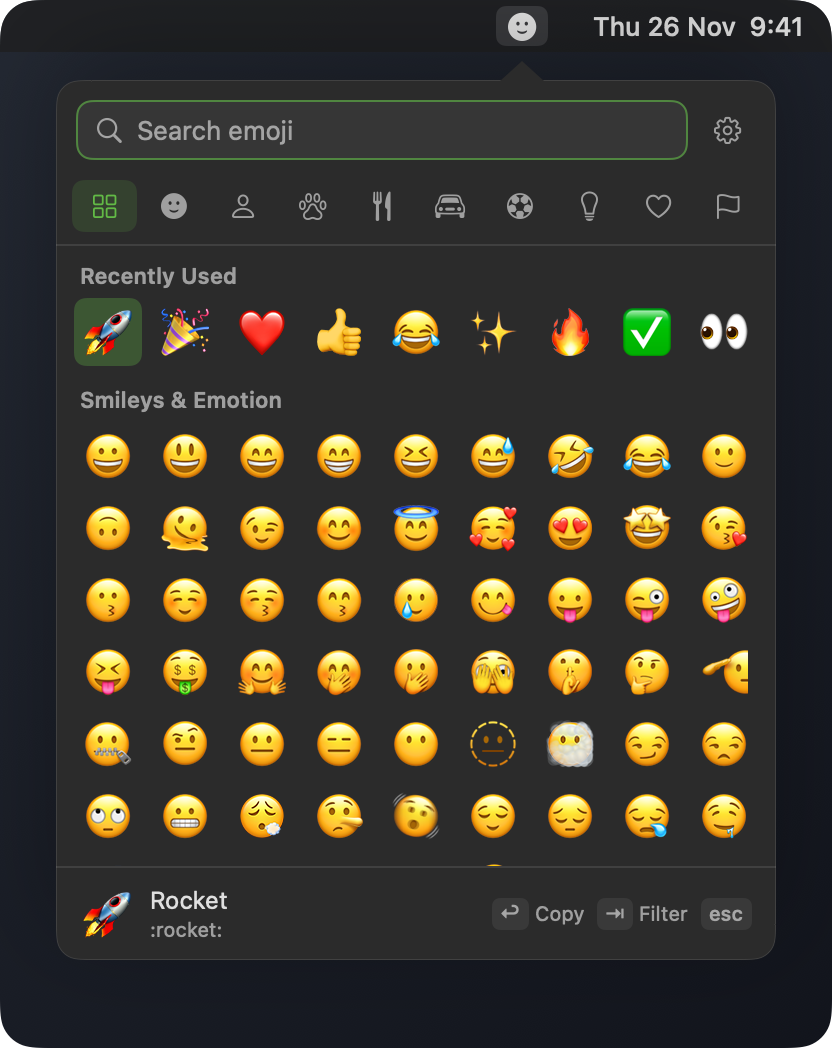 Thu 26 Nov 9:41
Search emoji
Recently Used
Smileys & Emotion
Rocket
:rocket:
Copy
Filter
esc